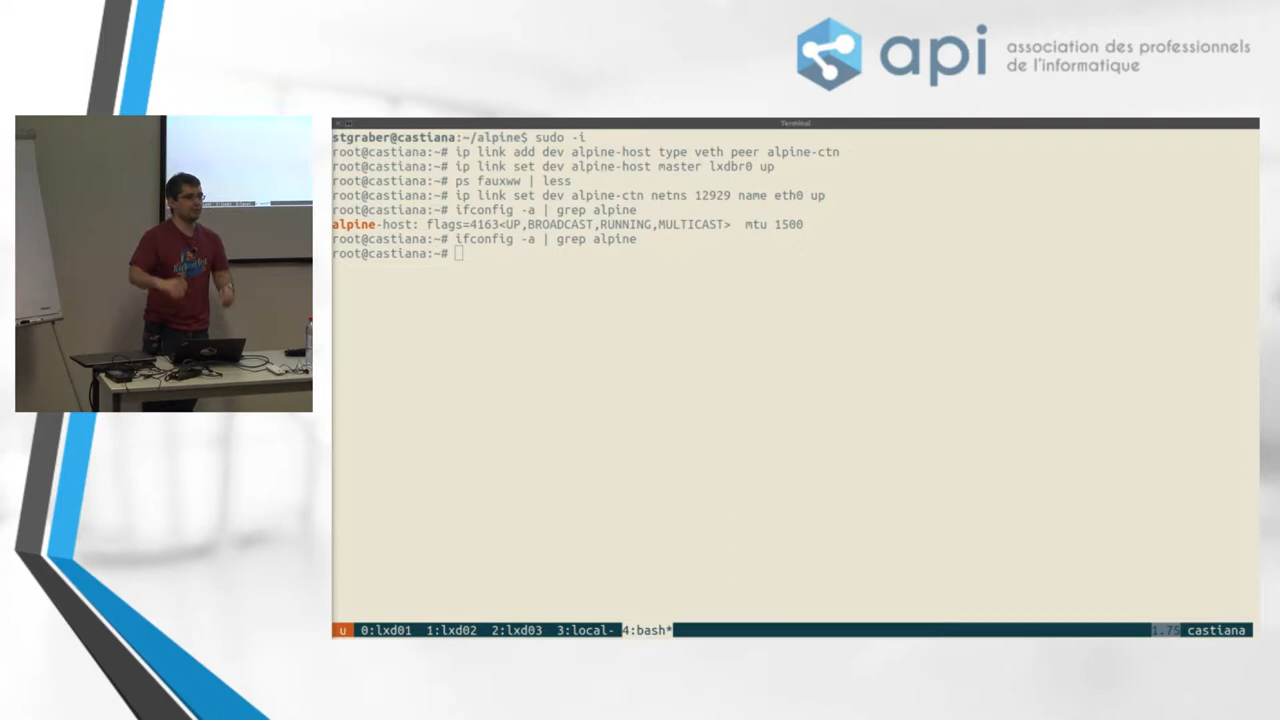 api
association des professionnels
de l'informatique
Terminal
stgraber@castiana:~/alpine$ sudo -i
root@castiana:~# ip link add dev alpine-host type veth peer alpine-ctn
root@castiana:~# ip link set dev alpine-host master lxdbr0 up
root@castiana:~# ps fauxww | less
root@castiana:~# ip link set dev alpine-ctn netns 12929 name eth0 up
root@castiana:~# ifconfig -a | grep alpine
alpine-host: flags=4163<UP,BROADCAST,RUNNING,MULTICAST>  mtu 1500
root@castiana:~# ifconfig -a | grep alpine
root@castiana:~#
u 0:lxd01 1:lxd02 2:lxd03 3:local- 4:bash* 1.75 castiana